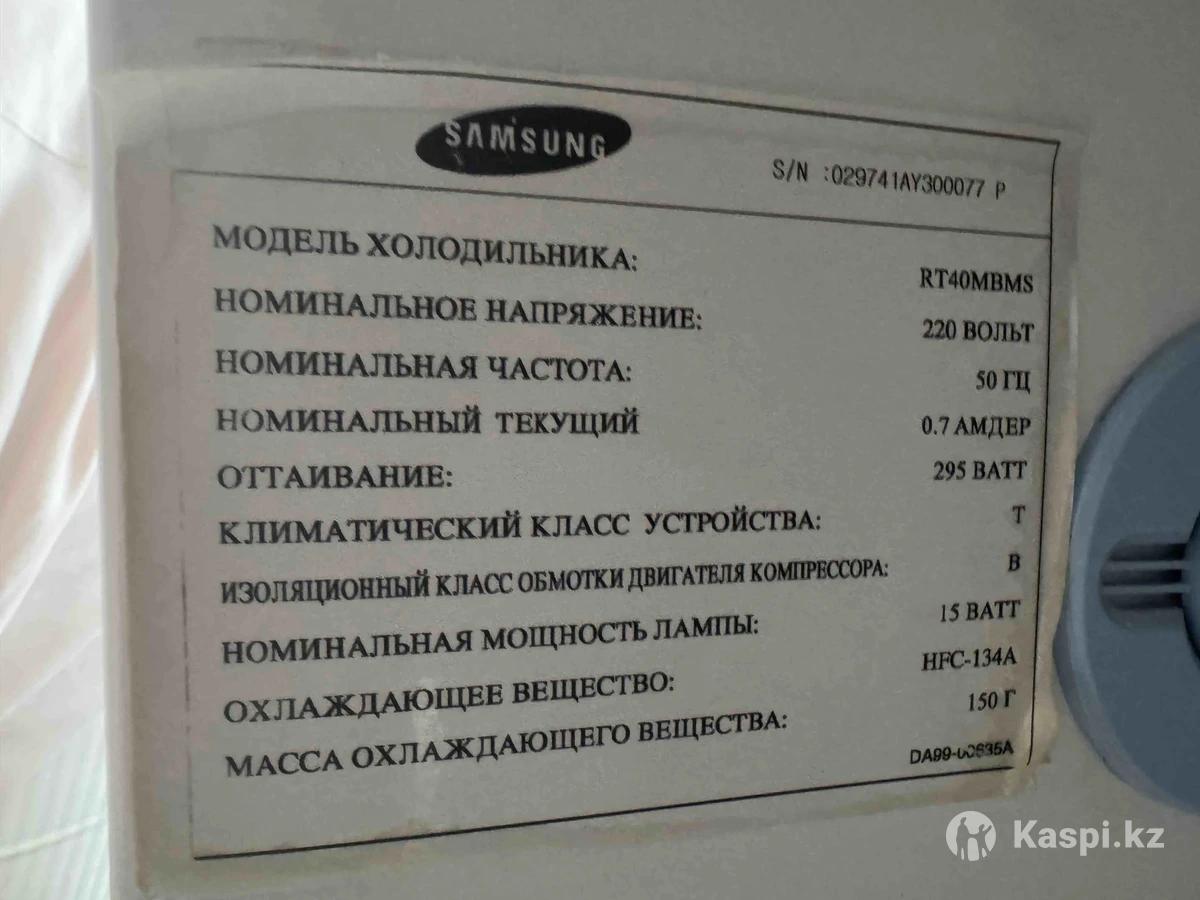 SAMSUNG
S/N :029741AY300077 P
МОДЕЛЬ ХОЛОДИЛЬНИКА: RT40MBMS
НОМИНАЛЬНОЕ НАПРЯЖЕНИЕ: 220 ВОЛЬТ
НОМИНАЛЬНАЯ ЧАСТОТА: 50 ГЦ
НОМИНАЛЬНЫЙ ТЕКУЩИЙ 0.7 АМДЕР
ОТТАИВАНИЕ: 295 ВАТТ
КЛИМАТИЧЕСКИЙ КЛАСС УСТРОЙСТВА: Т
ИЗОЛЯЦИОННЫЙ КЛАСС ОБМОТКИ ДВИГАТЕЛЯ КОМПРЕССОРА: В
НОМИНАЛЬНАЯ МОЩНОСТЬ ЛАМПЫ: 15 ВАТТ
ОХЛАЖДАЮЩЕЕ ВЕЩЕСТВО: HFC-134A
МАССА ОХЛАЖДАЮЩЕГО ВЕЩЕСТВА: 150 Г
Kaspi.kz